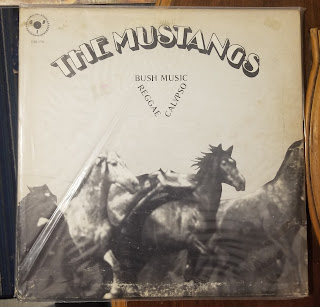 THE MUSTANGS
BUSH MUSIC
REGGAE
CALYPSO